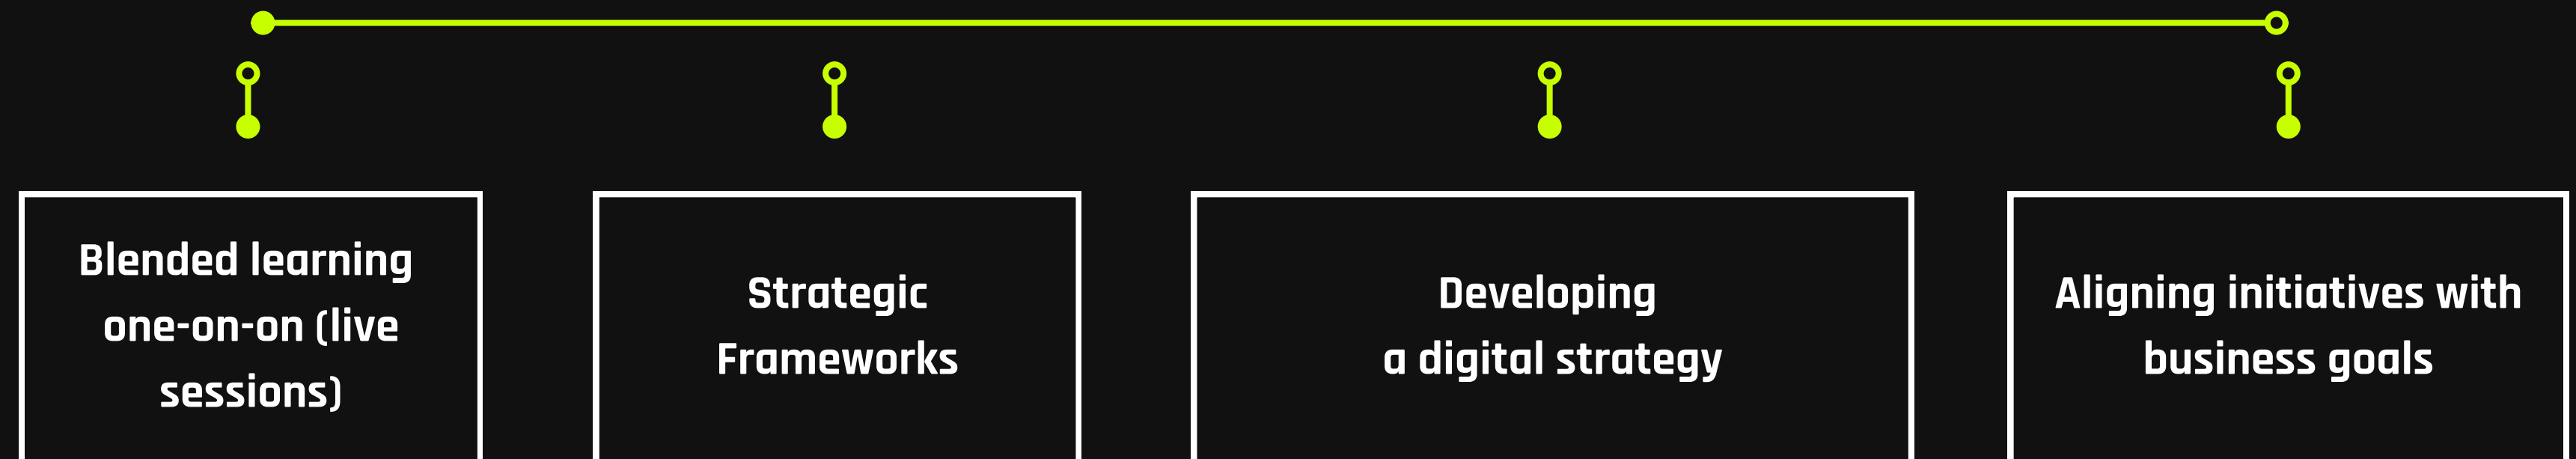 Blended learning
one-on-on (live
sessions)
Strategic
Frameworks
Developing
a digital strategy
Aligning initiatives with
business goals